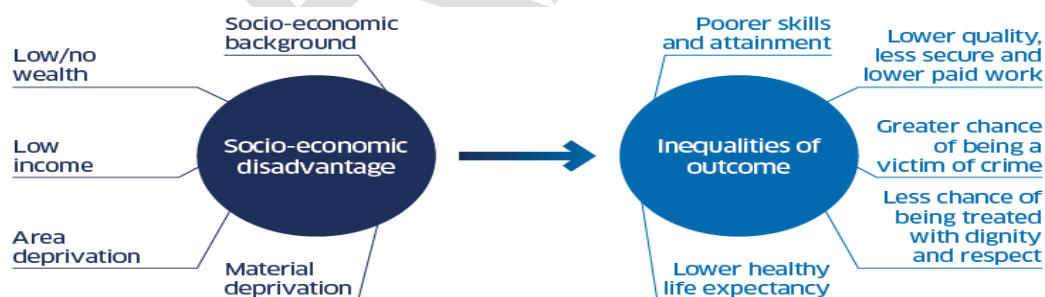 Socio-economic
background
Low/no
wealth
Low
income
Area
deprivation
Material
deprivation
Socio-economic
disadvantage
Inequalities of
outcome
Poorer skills
and attainment
Lower quality,
less secure and
lower paid work
Greater chance
of being a
victim of crime
Less chance of
being treated
with dignity
and respect
Lower healthy
life expectancy